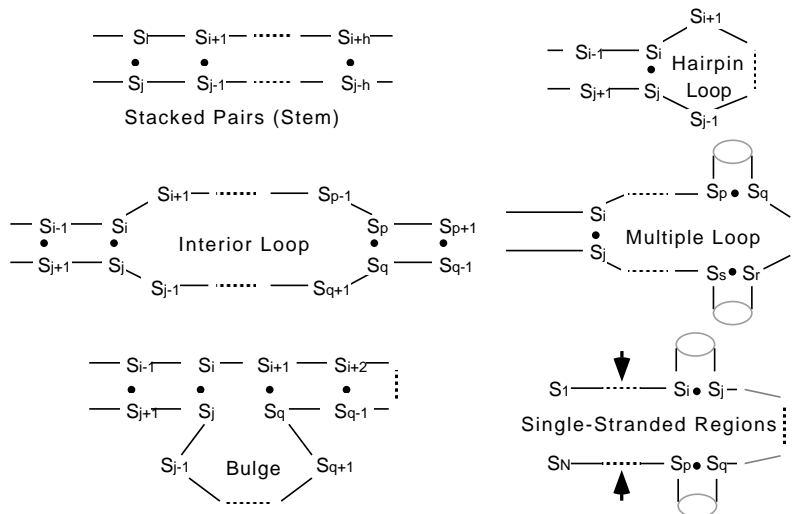 Si Si+1 Si+h
Sj Sj-1 Sj-h
Stacked Pairs (Stem)
Si+1
Si-1 Si
Hairpin
Sj+1 Sj Loop
Sj-1
Si+1 Sp-1
Si-1 Si Sp Sp+1
Interior Loop
Sj+1 Sj Sq Sq-1
Sj-1 Sq+1
Sp Sq
Si
Multiple Loop
Sj
Ss Sr
Si-1 Si Si+1 Si+2
Sj+1 Sj Sq Sq-1
Sj-1 Bulge Sq+1
S1 Si Sj
Single-Stranded Regions
SN Sp Sq